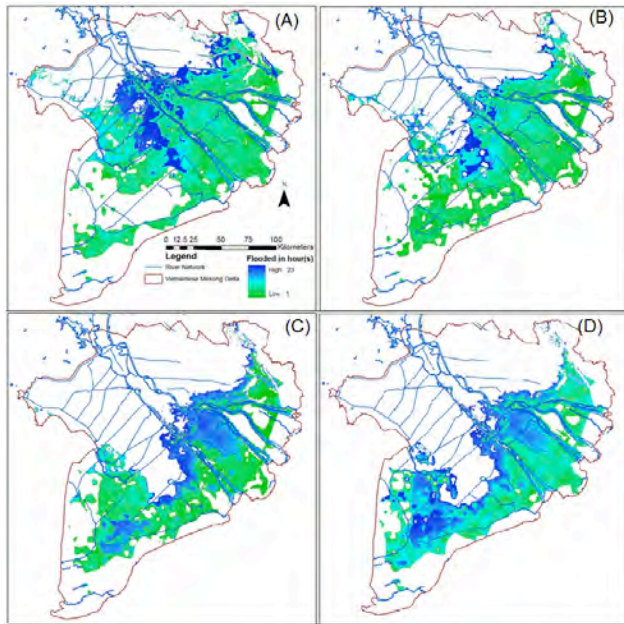 (A)
(B)
N
0 12.5 25 50 75 100
Kilometers
Legend
River Network
Vietnamese Mekong Delta
Flooded in hour(s)
High: 23
Low: 1
(C)
(D)